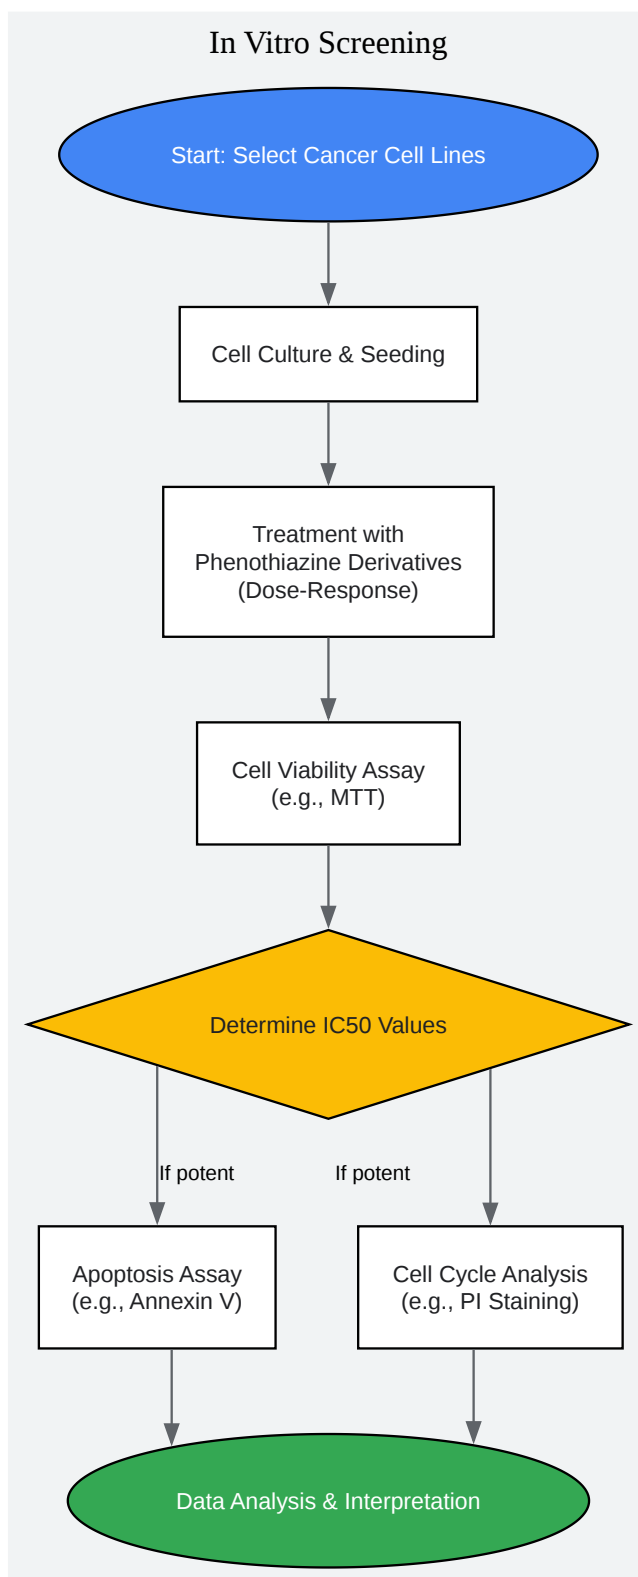 In Vitro Screening
Start: Select Cancer Cell Lines
Cell Culture & Seeding
Treatment with
Phenothiazine Derivatives
(Dose-Response)
Cell Viability Assay
(e.g., MTT)
Determine IC50 Values
If potent
If potent
Apoptosis Assay
(e.g., Annexin V)
Cell Cycle Analysis
(e.g., PI Staining)
Data Analysis & Interpretation